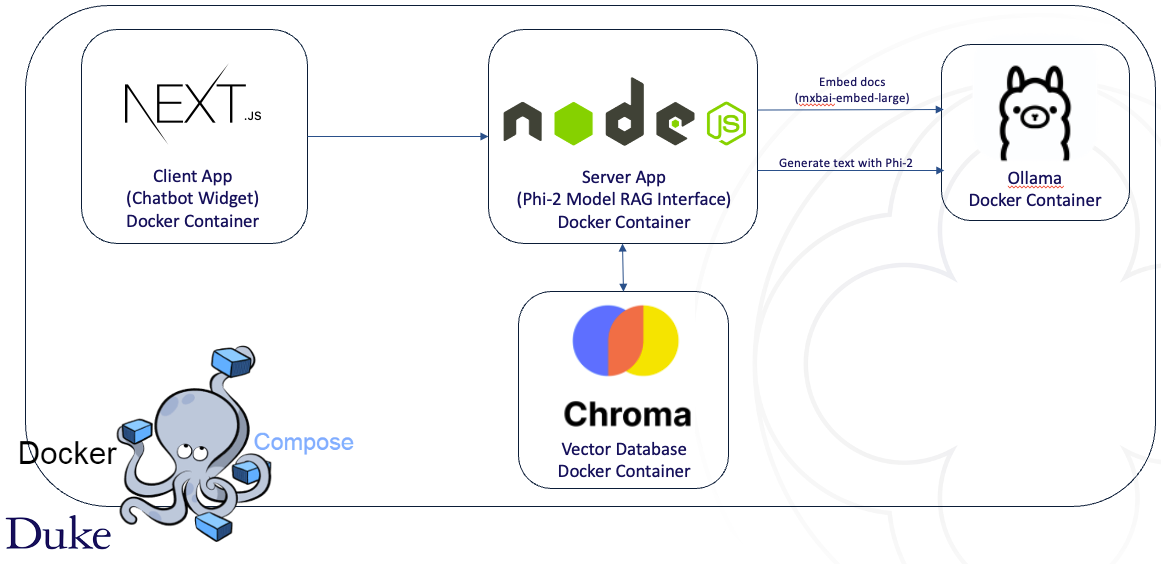 NEXT.JS
Client App
(Chatbot Widget)
Docker Container
node
JS
Server App
(Phi-2 Model RAG Interface)
Docker Container
Embed docs
(mxbai-embed-large)
Generate text with Phi-2
Ollama
Docker Container
Chroma
Vector Database
Docker Container
Docker
Compose
Duke